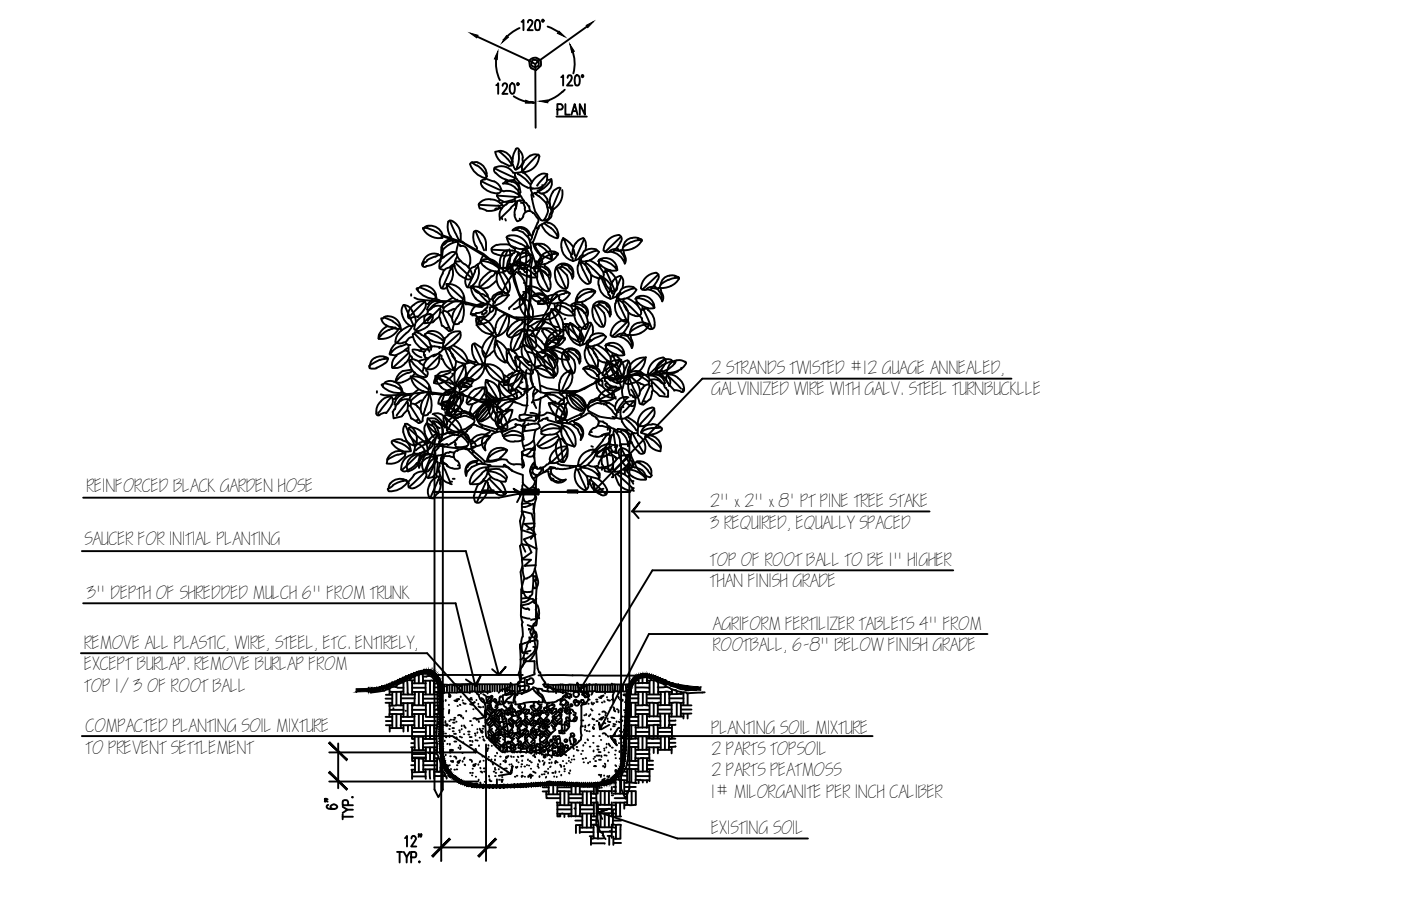 120°
120°
120°
PLAN
2 STRANDS TWISTED #12 GUAGE ANNEALED,
GALVINIZED WIRE WITH GALV. STEEL TURNBUCKLLE
REINFORCED BLACK GARDEN HOSE
2" x 2" x 8' PT PINE TREE STAKE
3 REQUIRED, EQUALLY SPACED
SAUCER FOR INITIAL PLANTING
TOP OF ROOT BALL TO BE 1" HIGHER
THAN FINISH GRADE
3" DEPTH OF SHREDDED MULCH 6" FROM TRUNK
AGRIFORM FERTILIZER TABLETS 4" FROM
ROOTBALL, 6-8" BELOW FINISH GRADE
REMOVE ALL PLASTIC, WIRE, STEEL, ETC. ENTIRELY,
EXCEPT BURLAP. REMOVE BURLAP FROM
TOP 1/3 OF ROOT BALL
COMPACTED PLANTING SOIL MIXTURE
TO PREVENT SETTLEMENT
PLANTING SOIL MIXTURE
2 PARTS TOPSOIL
2 PARTS PEATMOSS
1# MILORGANITE PER INCH CALIBER
EXISTING SOIL
6"
TYP.
12"
TYP.